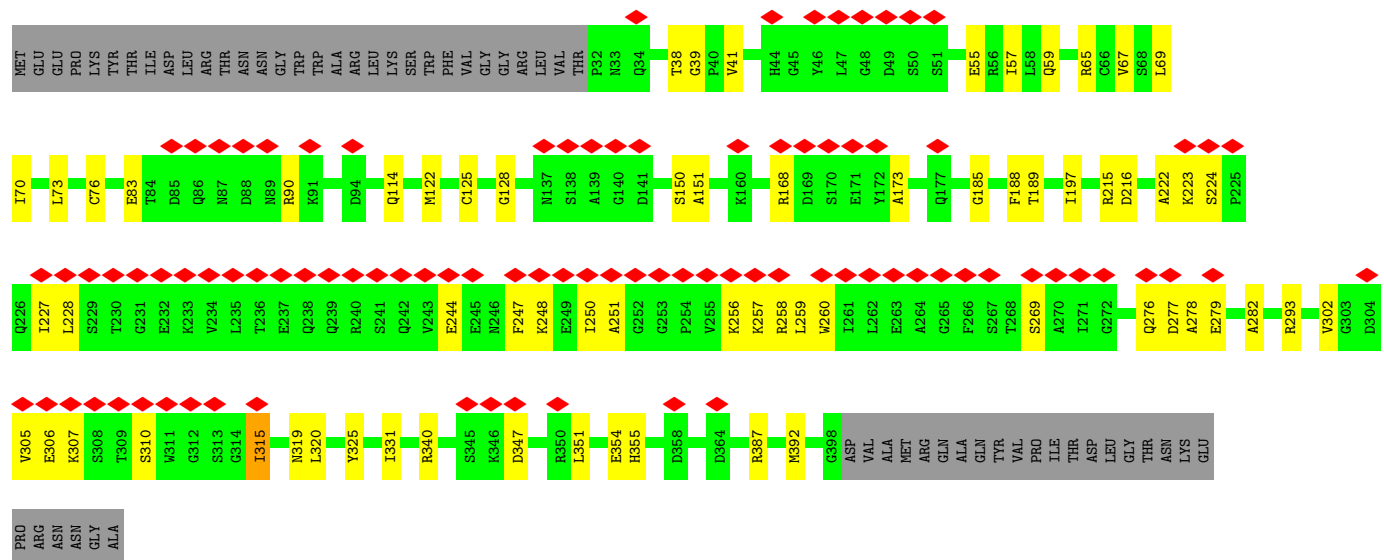 MET GLU GLU PRO LYS TYR THR ILE ASP LEU ARG THR ASN ASN GLY TRP TRP ALA ARG LEU LYS SER TRP PHE VAL GLY GLY ARG LEU VAL THR P32 N33 Q34 T38 G39 P40 V41 H44 G45 Y46 L47 G48 D49 S50 S51 E55 R56 I57 L58 Q59 R65 C66 V67 S68 L69
I70 L73 C76 E83 T84 D85 Q86 N87 D88 N89 R90 K91 D94 Q114 M122 C125 G128 N137 S138 A139 G140 D141 S150 A151 K160 R168 D169 S170 E171 Y172 A173 Q177 G185 F188 T189 I197 R215 D216 A222 K223 S224 P225
Q226 I227 L228 S229 T230 G231 E232 K233 V234 L235 T236 E237 Q238 Q239 R240 S241 Q242 V243 E244 E245 N246 F247 K248 E249 I250 A251 G252 G253 P254 V255 K256 K257 R258 L259 W260 I261 L262 E263 A264 G265 F266 S267 T268 S269 A270 I271 G272 Q276 D277 A278 E279 A282 R293 V302 G303 D304
V305 E306 K307 S308 T309 S310 W311 G312 S313 G314 I315 N319 L320 Y325 I331 R340 S345 K346 D347 R350 L351 E354 H355 D358 D364 R387 M392 G398 ASP VAL ALA MET ARG GLN ALA GLN TYR VAL PRO ILE THR ASP LEU GLY THR ASN LYS GLU
PRO ARG ASN ASN GLY ALA